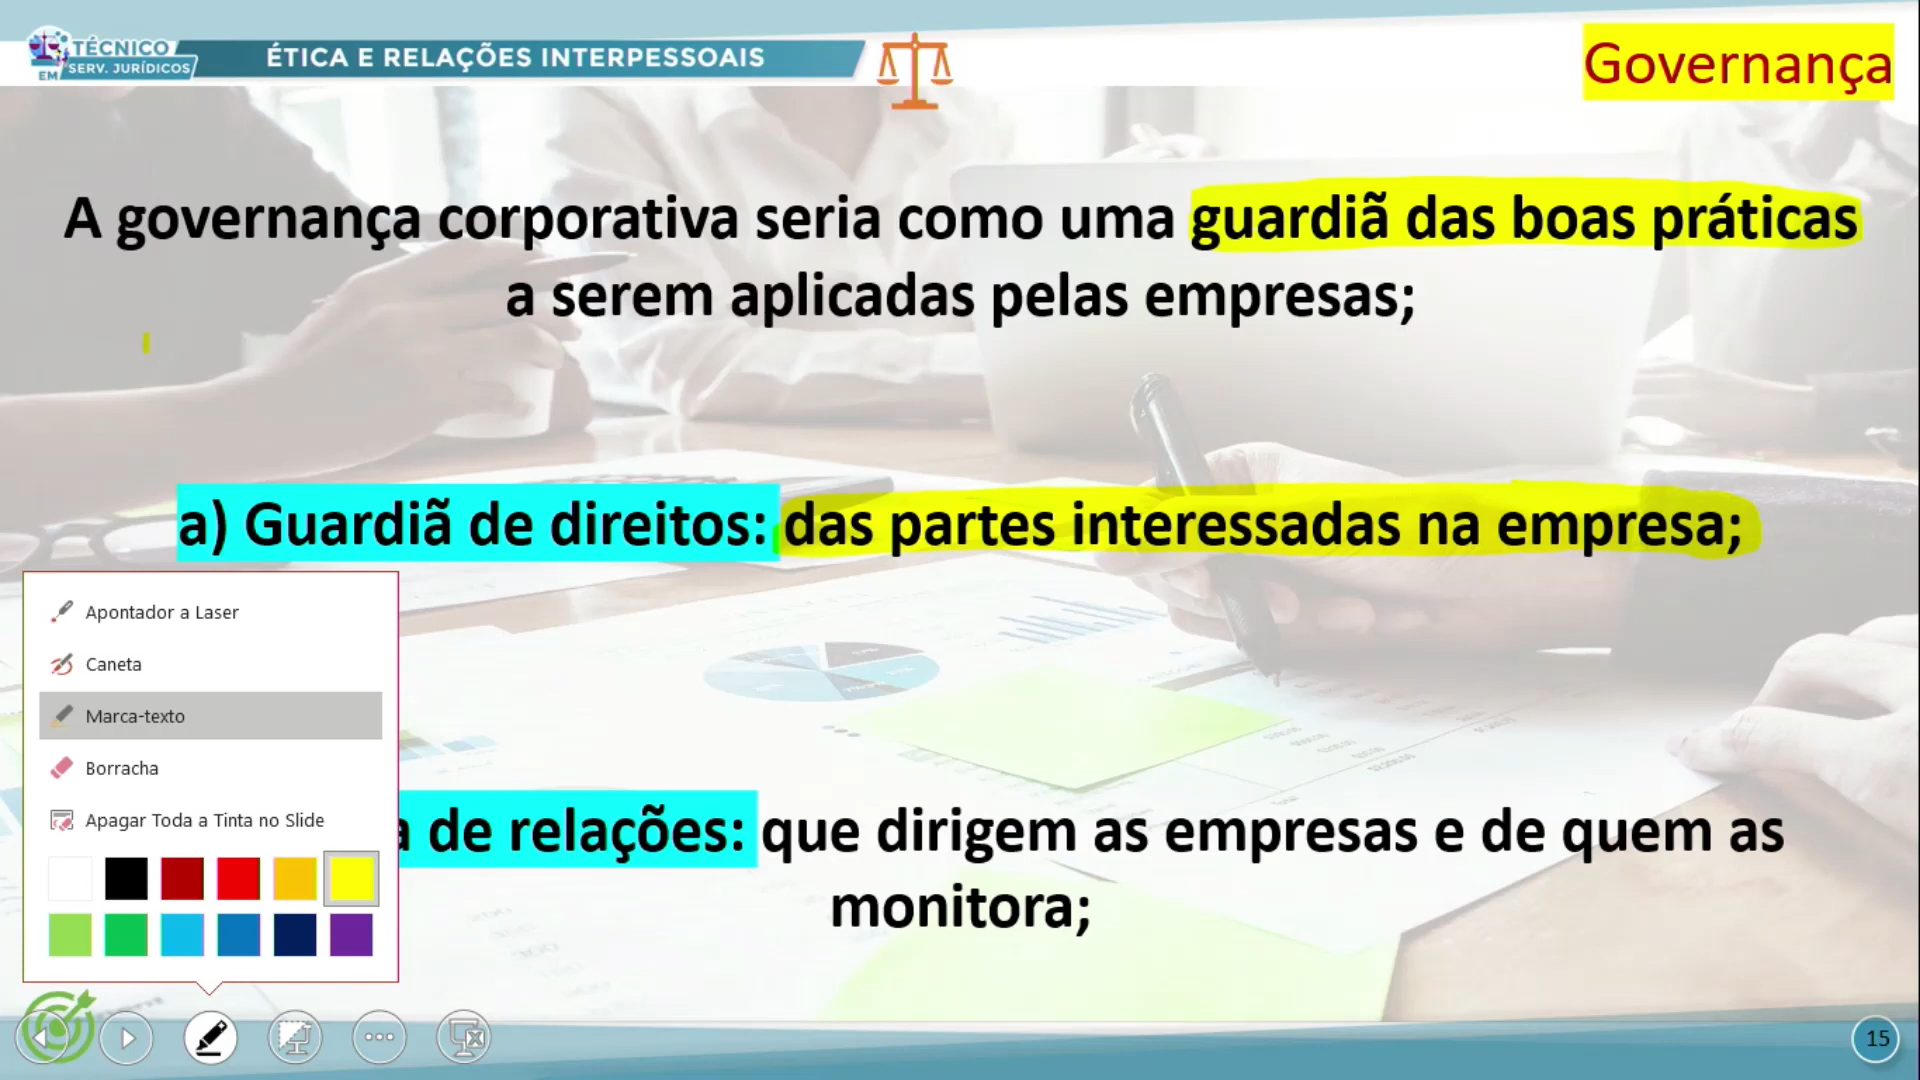 TÉCNICO
EM SERV. JURÍDICOS
ÉTICA E RELAÇÕES INTERPESSOAIS
Governança
A governança corporativa seria como uma guardiã das boas práticas
a serem aplicadas pelas empresas;
a) Guardiã de direitos: das partes interessadas na empresa;
Apontador a Laser
Caneta
Marca-texto
Borracha
Apagar Toda a Tinta no Slide
a de relações: que dirigem as empresas e de quem as
monitora;
15